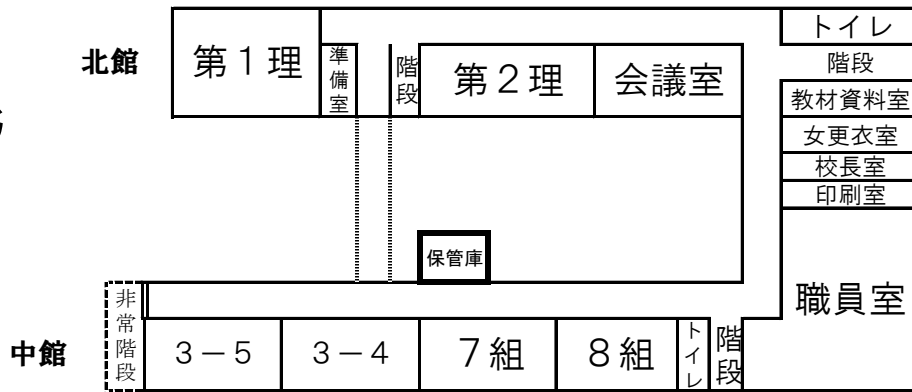 北館
第１理
準備室
階段
第２理
会議室
トイレ
階段
教材資料室
女更衣室
校長室
印刷室
保管庫
職員室
中館
非常階段
３－５
３－４
７組
８組
トイレ
階段